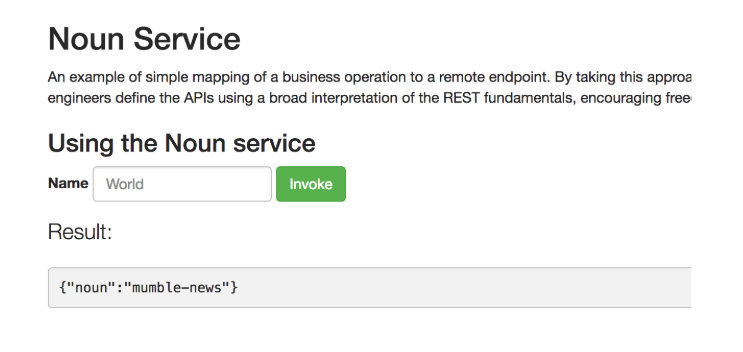 Noun Service
An example of simple mapping of a business operation to a remote endpoint. By taking this approa
engineers define the APIs using a broad interpretation of the REST fundamentals, encouraging free
Using the Noun service
Name World Invoke
Result:
{"noun":"mumble-news"}